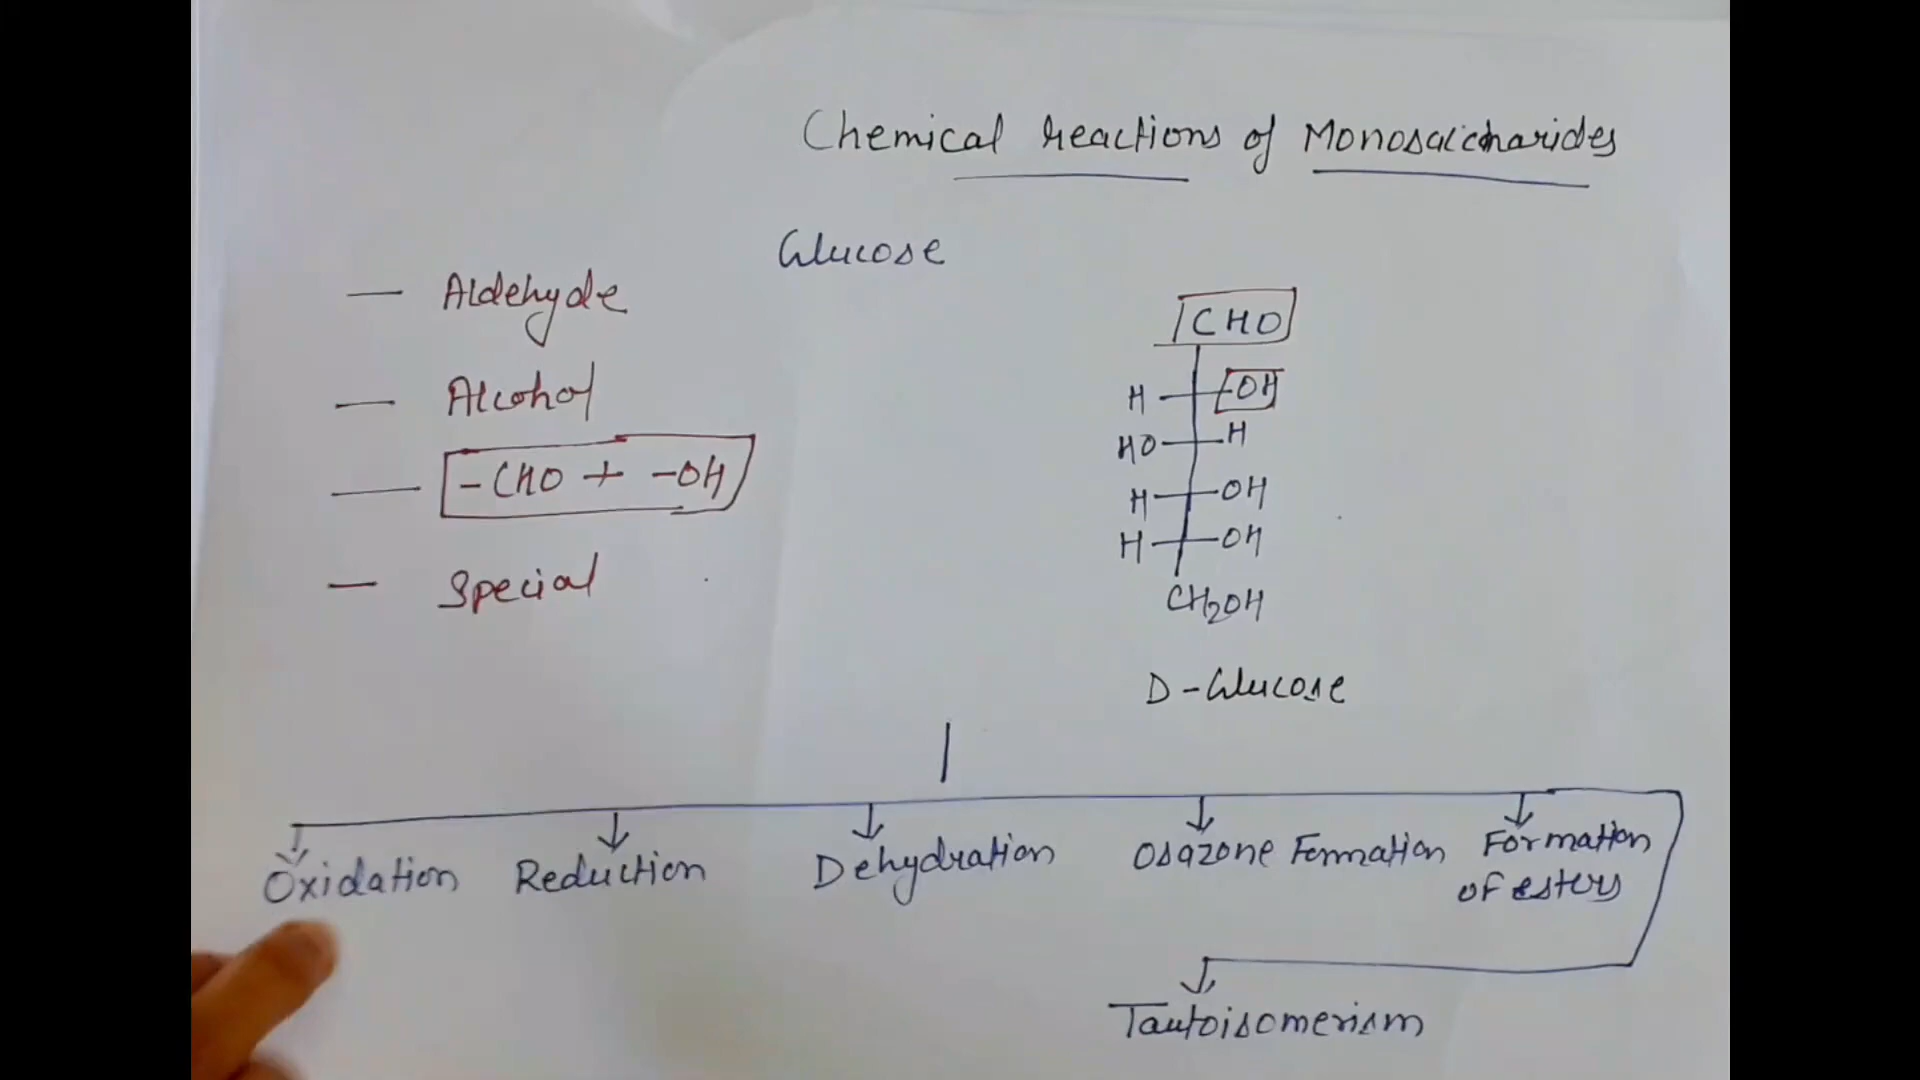 Chemical reactions of Monosaccharides
Glucose
— Aldehyde
— Alcohol
— -CHO + -OH
— Special
CHO
H OH
HO H
H OH
H OH
CH₂OH
D-Glucose
Oxidation Reduction Dehydration Osazone Formation Formation of esters
Tautoisomerism